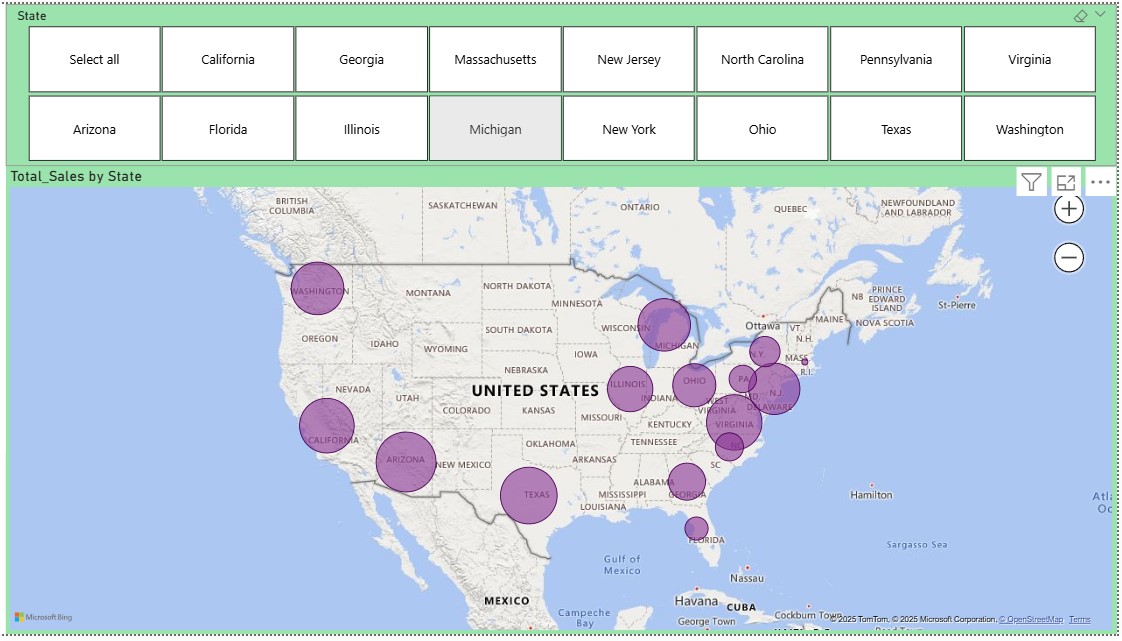 State
Select all
California
Georgia
Massachusetts
New Jersey
North Carolina
Pennsylvania
Virginia
Arizona
Florida
Illinois
Michigan
New York
Ohio
Texas
Washington
Total_Sales by State
BRITISH
COLUMBIA
SASKATCHEWAN
ONTARIO
QUEBEC
NEWFOUNDLAND
AND LABRADOR
WASHINGTON
MONTANA
NORTH DAKOTA
MINNESOTA
NB
PRINCE
EDWARD
ISLAND
St-Pierre
OREGON
IDAHO
SOUTH DAKOTA
WISCONSIN
MICHIGAN
Ottawa
VT.
MAINE
NOVA SCOTIA
N.H.
WYOMING
IOWA
N.Y.
MASS.
R.I.
NEBRASKA
NEVADA
UTAH
UNITED STATES
ILLINOIS
OHIO
PA
N.J.
MD.
INDIANA
COLORADO
KANSAS
MISSOURI
WEST
VIRGINIA
DELAWARE
CALIFORNIA
KENTUCKY
VIRGINIA
OKLAHOMA
TENNESSEE
NC
ARIZONA
NEW MEXICO
ARKANSAS
SC
TEXAS
ALABAMA
MISSISSIPPI
GEORGIA
LOUISIANA
Hamilton
FLORIDA
Sargasso Sea
Gulf of
Mexico
Nassau
MEXICO
Havana
CUBA
Campeche
Bay
George Town
Cockburn Town
Microsoft Bing
© 2025 TomTom, © 2025 Microsoft Corporation, © OpenStreetMap Terms